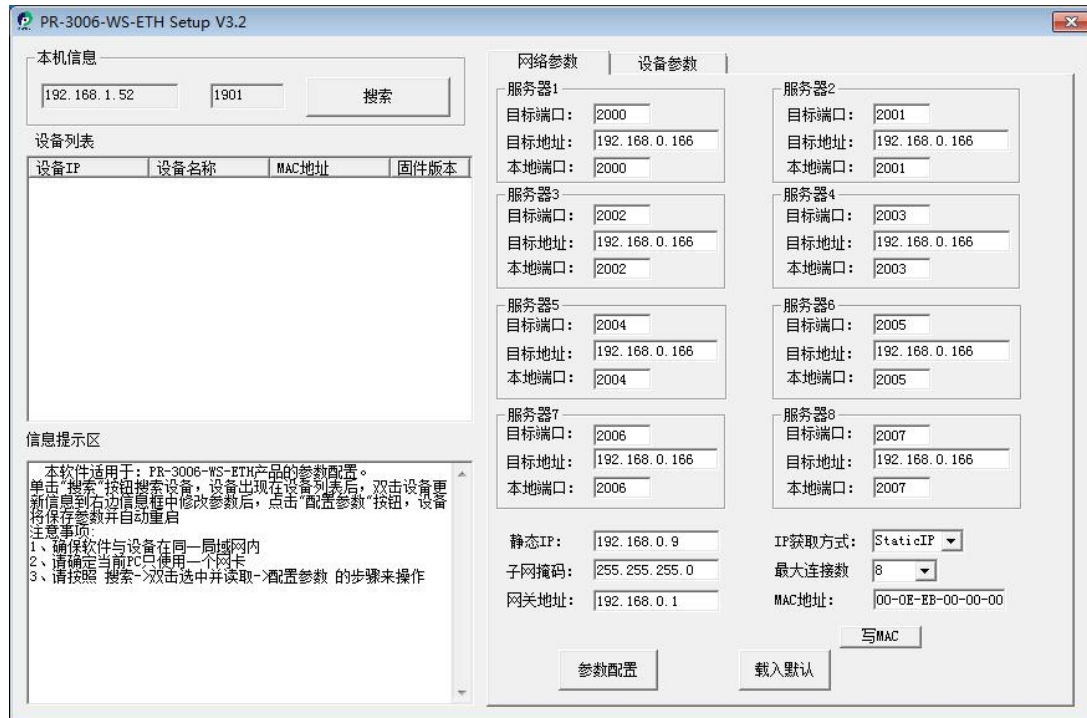 PR-3006-WS-ETH Setup V3.2
本机信息
192.168.1.52
1901
搜索
设备列表
设备IP 设备名称 MAC地址 固件版本
信息提示区
本软件适用于：PR-3006-WS-ETH产品的参数配置。
单击"搜索"按钮搜索设备，设备出现在设备列表后，双击设备更
新信息到右边信息框中修改参数后，点击"配置参数"按钮，设备
将保存参数并自动重启
注意事项:
1、确保软件与设备在同一局域网内
2、请确定当前PC只使用一个网卡
3、请按照 搜索->双击选中并读取->配置参数 的步骤来操作
网络参数 设备参数
服务器1
目标端口： 2000
目标地址： 192.168.0.166
本地端口： 2000
服务器2
目标端口： 2001
目标地址： 192.168.0.166
本地端口： 2001
服务器3
目标端口： 2002
目标地址： 192.168.0.166
本地端口： 2002
服务器4
目标端口： 2003
目标地址： 192.168.0.166
本地端口： 2003
服务器5
目标端口： 2004
目标地址： 192.168.0.166
本地端口： 2004
服务器6
目标端口： 2005
目标地址： 192.168.0.166
本地端口： 2005
服务器7
目标端口： 2006
目标地址： 192.168.0.166
本地端口： 2006
服务器8
目标端口： 2007
目标地址： 192.168.0.166
本地端口： 2007
静态IP： 192.168.0.9
子网掩码： 255.255.255.0
网关地址： 192.168.0.1
IP获取方式： StaticIP
最大连接数 8
MAC地址： 00-0E-EB-00-00-00
写MAC
参数配置
载入默认